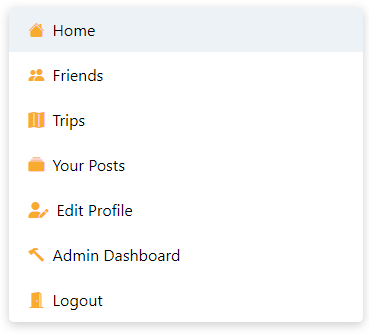 Home
Friends
Trips
Your Posts
Edit Profile
Admin Dashboard
Logout